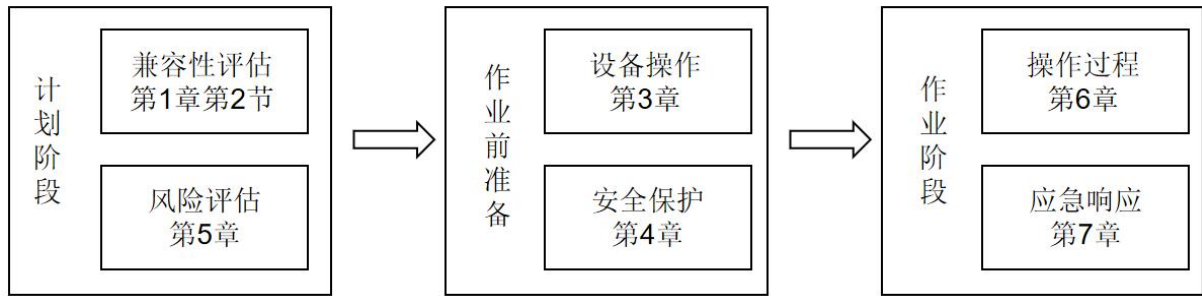 计划阶段
兼容性评估
第1章第2节
风险评估
第5章
作业前准备
设备操作
第3章
安全保护
第4章
作业阶段
操作过程
第6章
应急响应
第7章